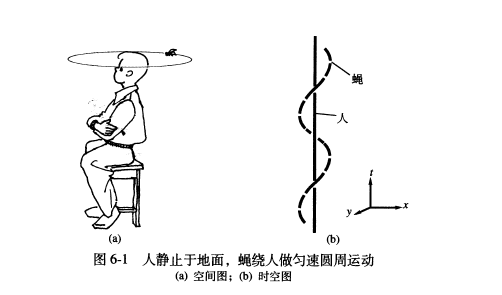 蝇
人
t
x
y
(a)
(b)
图 6-1 人静止于地面，蝇绕人做匀速圆周运动
(a) 空间图；(b) 时空图